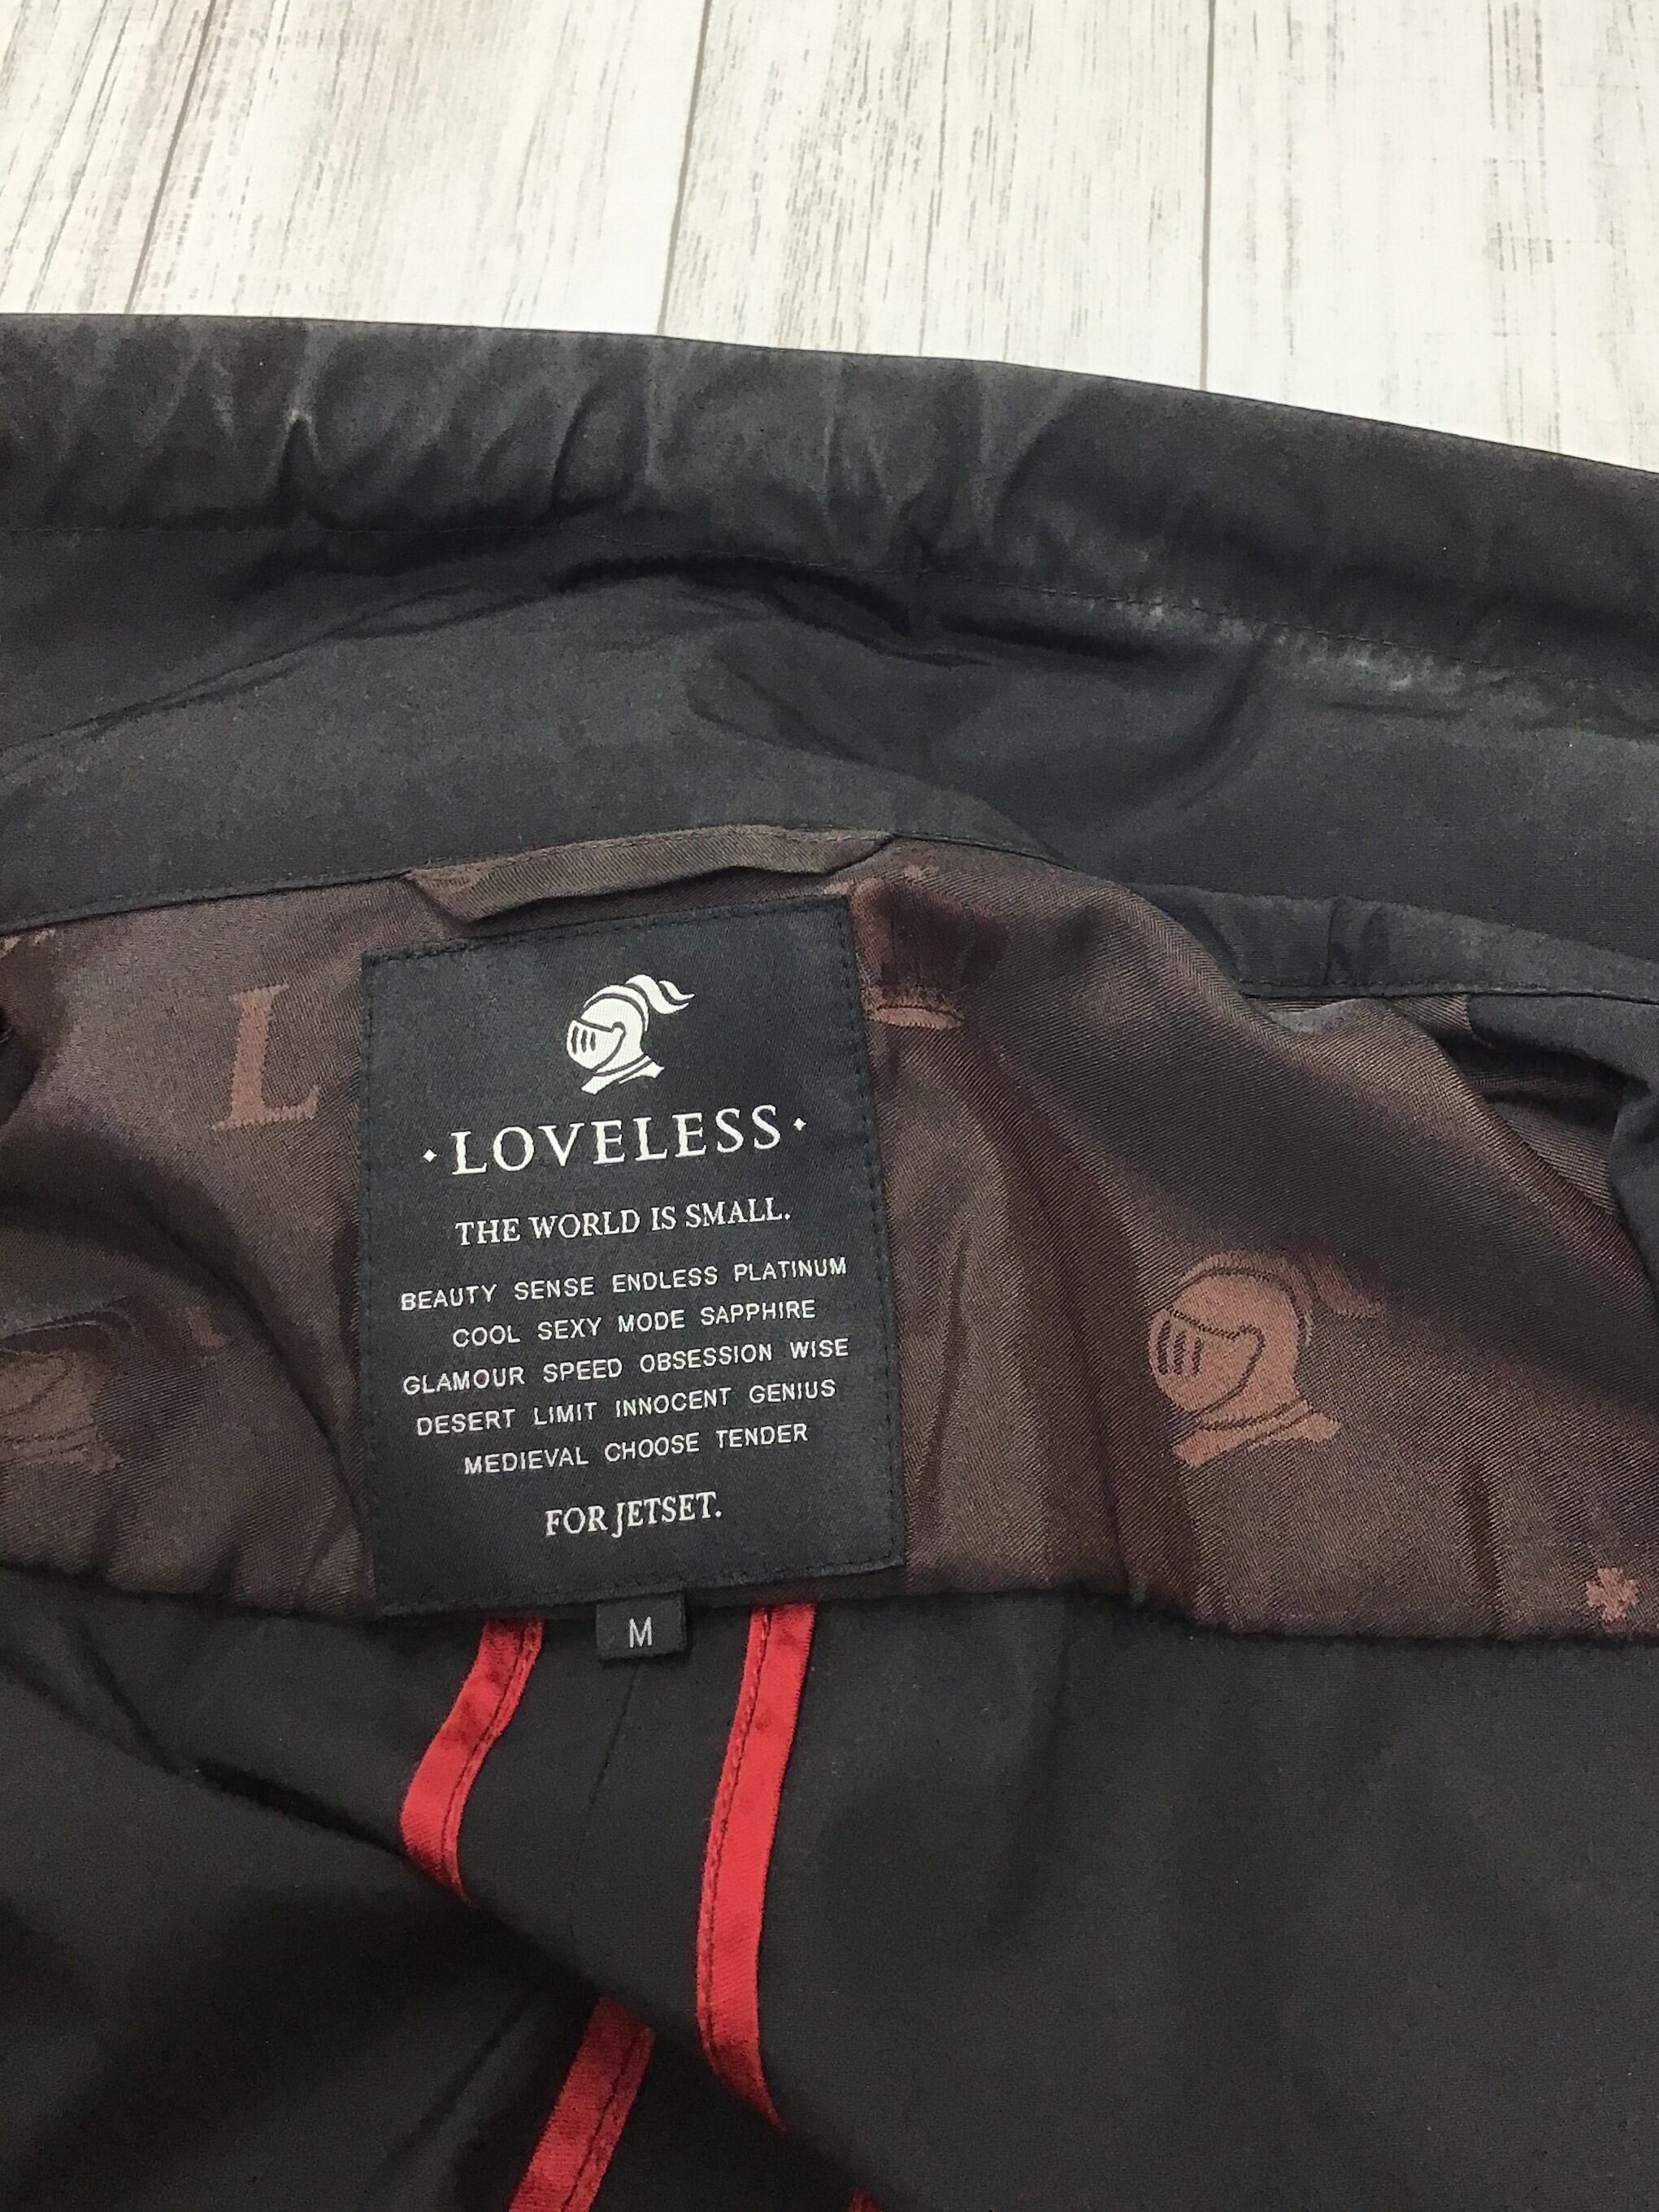 L
·LOVELESS·
THE WORLD IS SMALL.
BEAUTY SENSE ENDLESS PLATINUM
COOL SEXY MODE SAPPHIRE
GLAMOUR SPEED OBSESSION WISE
DESERT LIMIT INNOCENT GENIUS
MEDIEVAL CHOOSE TENDER
FOR JETSET.
M